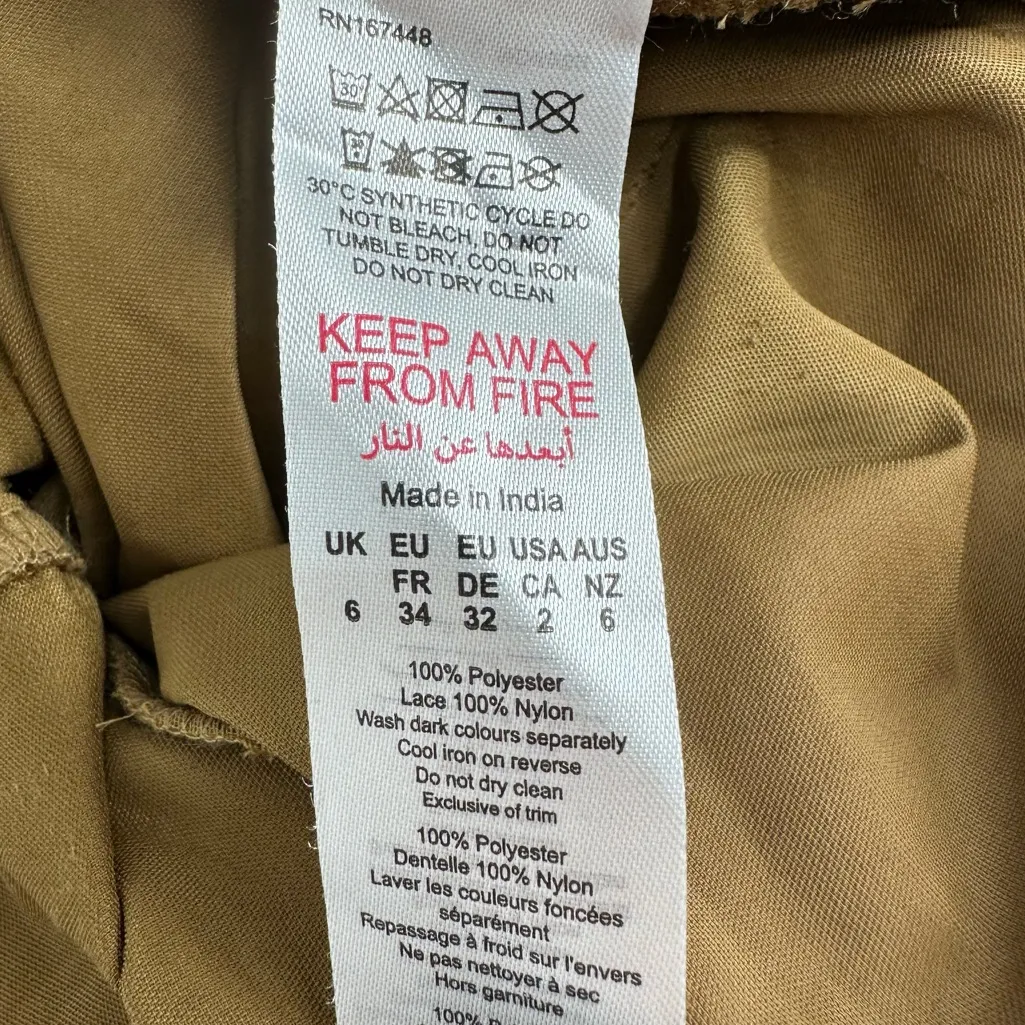 RN167448
30
30
30°C SYNTHETIC CYCLE DO
NOT BLEACH, DO NOT
TUMBLE DRY, COOL IRON
DO NOT DRY CLEAN
KEEP AWAY
FROM FIRE
أبعدها عن النار
Made in India
UK EU EU USA AUS
FR DE CA NZ
6 34 32 2 6
100% Polyester
Lace 100% Nylon
Wash dark colours separately
Cool iron on reverse
Do not dry clean
Exclusive of trim
100% Polyester
Dentelle 100% Nylon
Laver les couleurs foncées
séparément
Repassage à froid sur l'envers
Ne pas nettoyer à sec
Hors garniture
100%